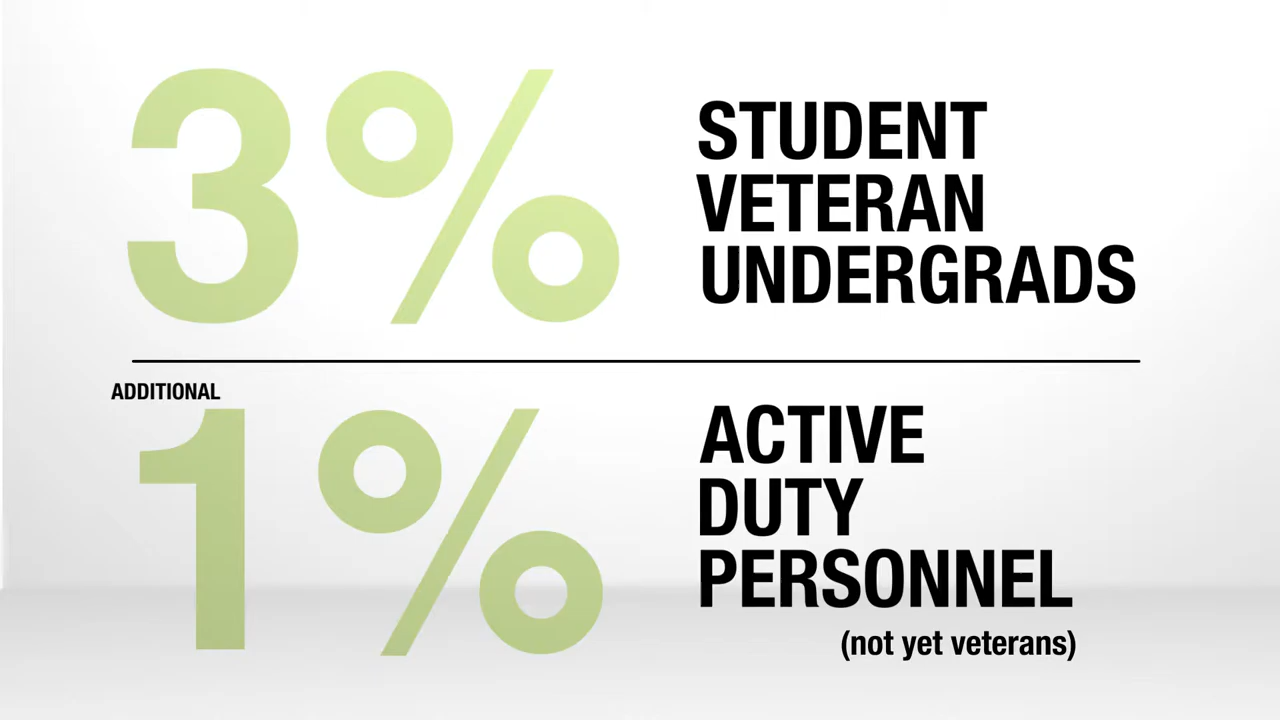 3%
STUDENT
VETERAN
UNDERGRADS
ADDITIONAL
1%
ACTIVE
DUTY
PERSONNEL
(not yet veterans)